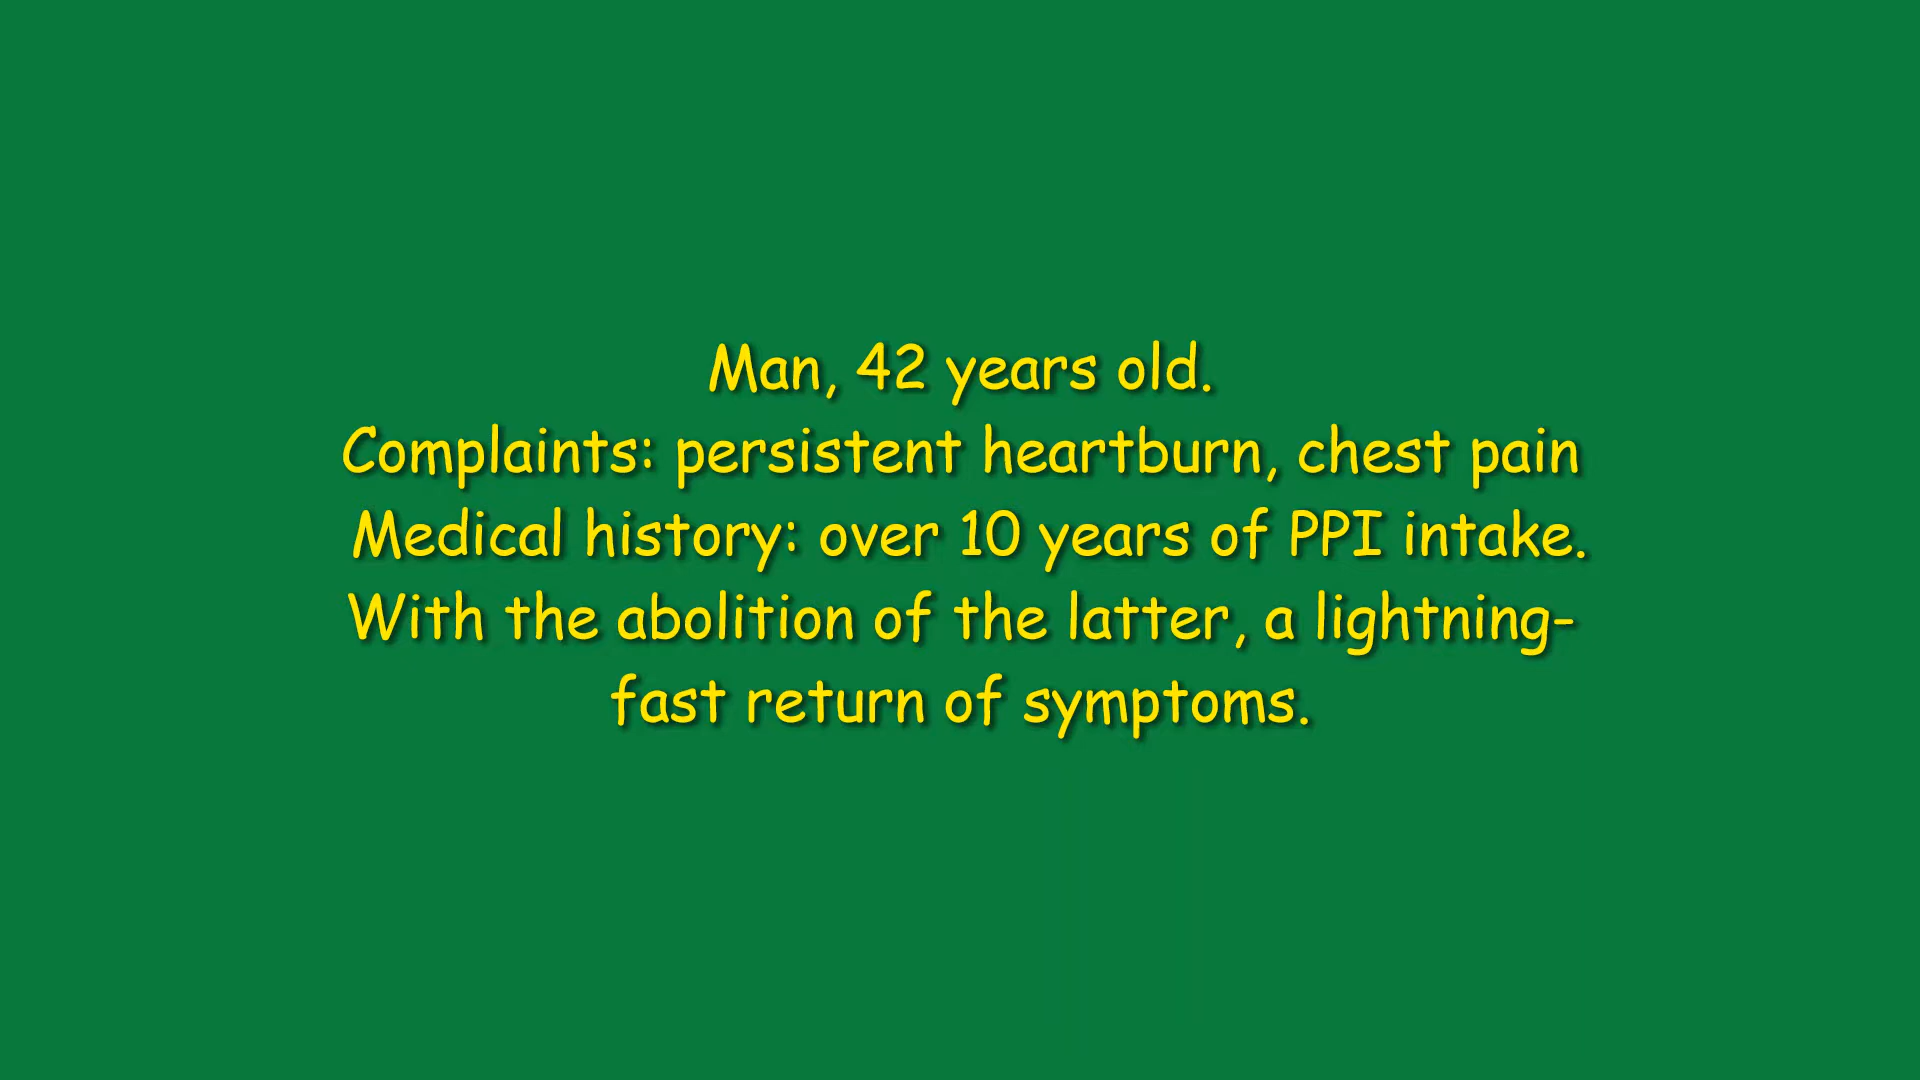 Man, 42 years old.
Complaints: persistent heartburn, chest pain
Medical history: over 10 years of PPI intake.
With the abolition of the latter, a lightning-
fast return of symptoms.